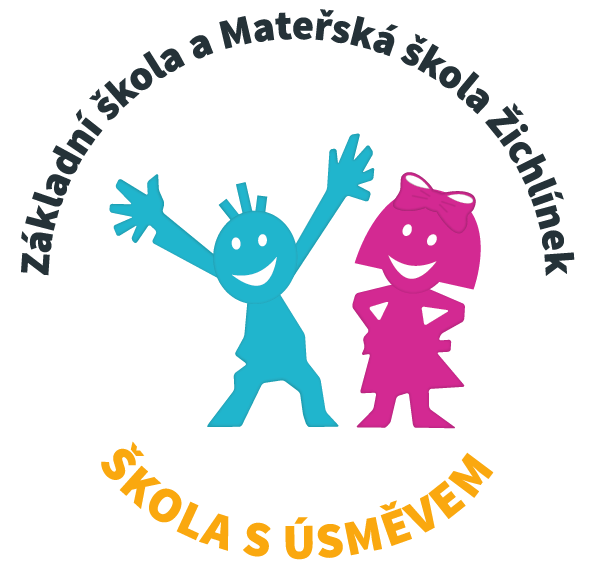 Základní škola a Mateřská škola Žichlínek
ŠKOLA S ÚSMĚVEM